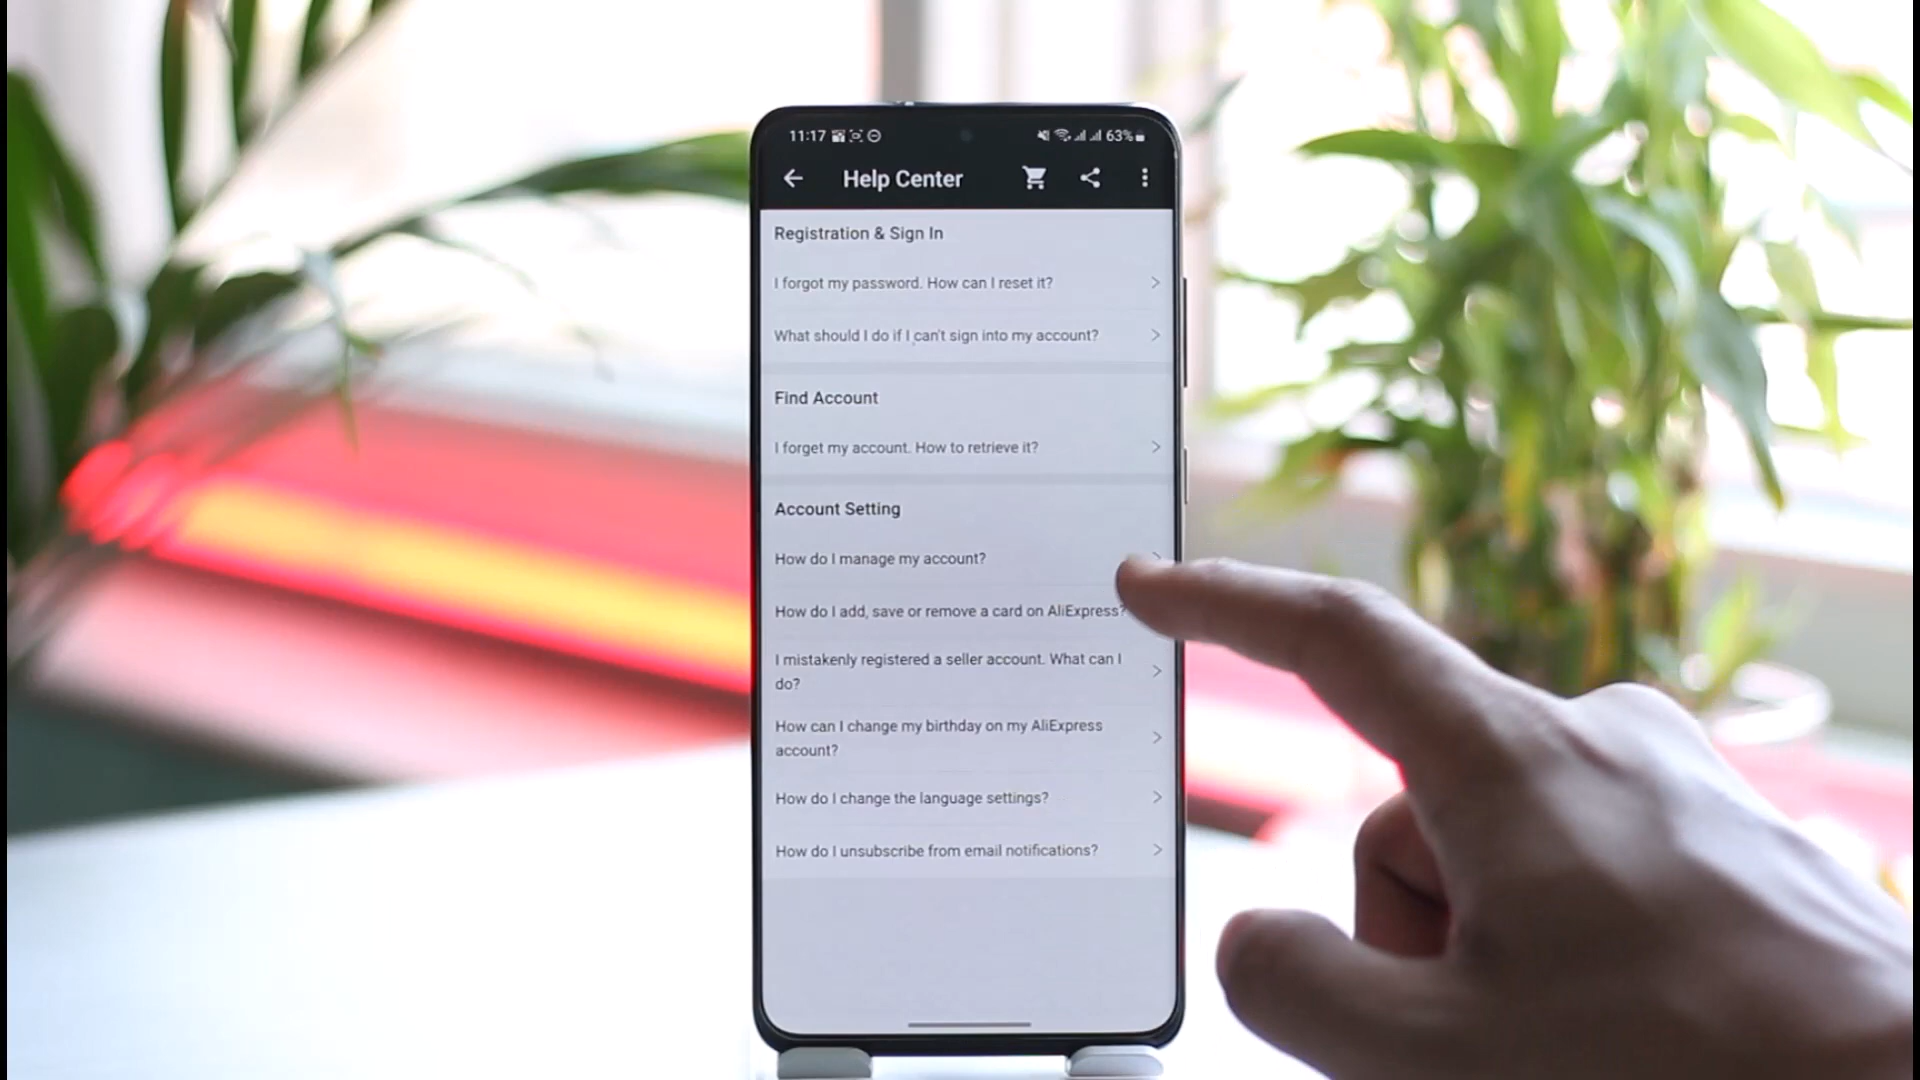 11:17 63%
Help Center
Registration & Sign In
I forgot my password. How can I reset it?
What should I do if I can't sign into my account?
Find Account
I forget my account. How to retrieve it?
Account Setting
How do I manage my account?
How do I add, save or remove a card on AliExpress?
I mistakenly registered a seller account. What can I
do?
How can I change my birthday on my AliExpress
account?
How do I change the language settings?
How do I unsubscribe from email notifications?